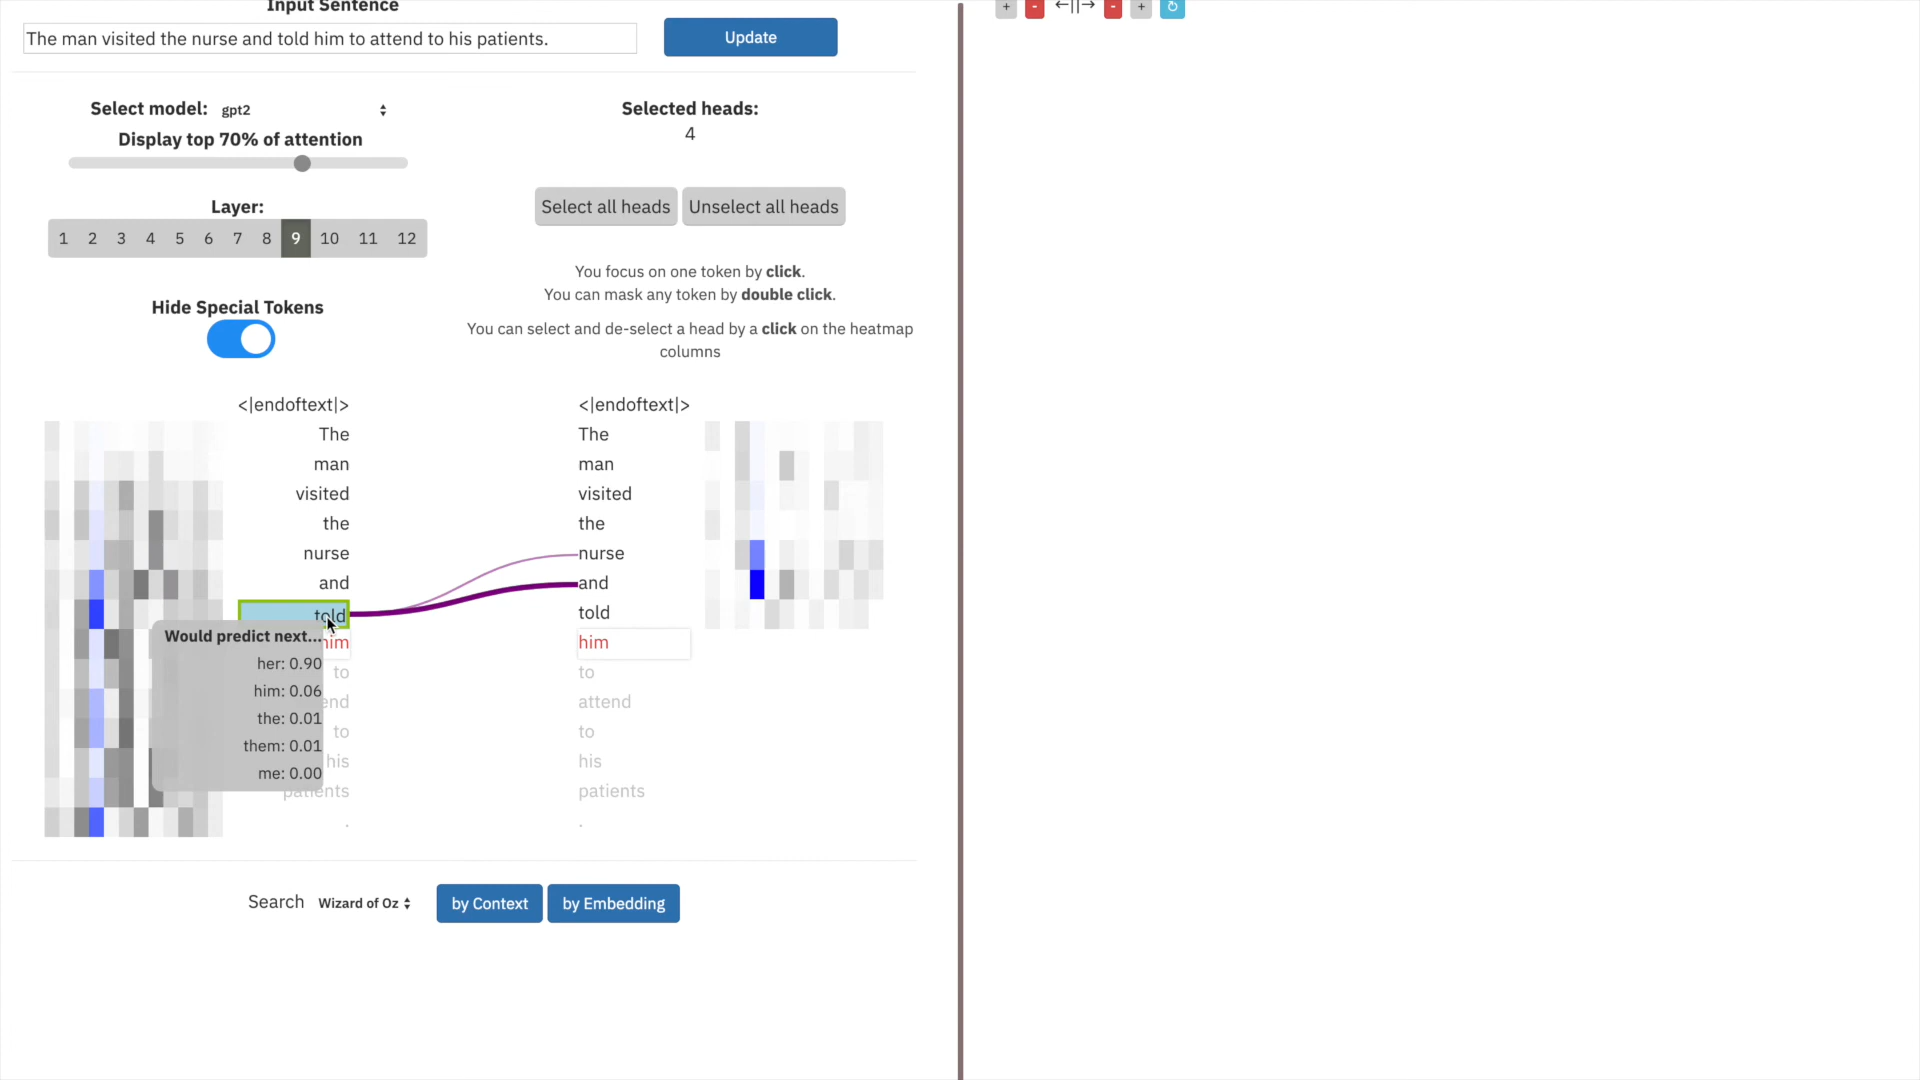 Input Sentence
The man visited the nurse and told him to attend to his patients.
Update
Select model: gpt2
Display top 70% of attention
Selected heads:
4
Layer:
1 2 3 4 5 6 7 8 9 10 11 12
Select all heads
Unselect all heads
You focus on one token by click.
You can mask any token by double click.
You can select and de-select a head by a click on the heatmap
columns
Hide Special Tokens
<|endoftext|>
The
man
visited
the
nurse
and
told
him
to
end
to
his
patients
.
Would predict next...
her: 0.90
him: 0.06
the: 0.01
them: 0.01
me: 0.00
<|endoftext|>
The
man
visited
the
nurse
and
told
him
to
attend
to
his
patients
.
Search Wizard of Oz
by Context
by Embedding
+ - ←||→ - + ↻